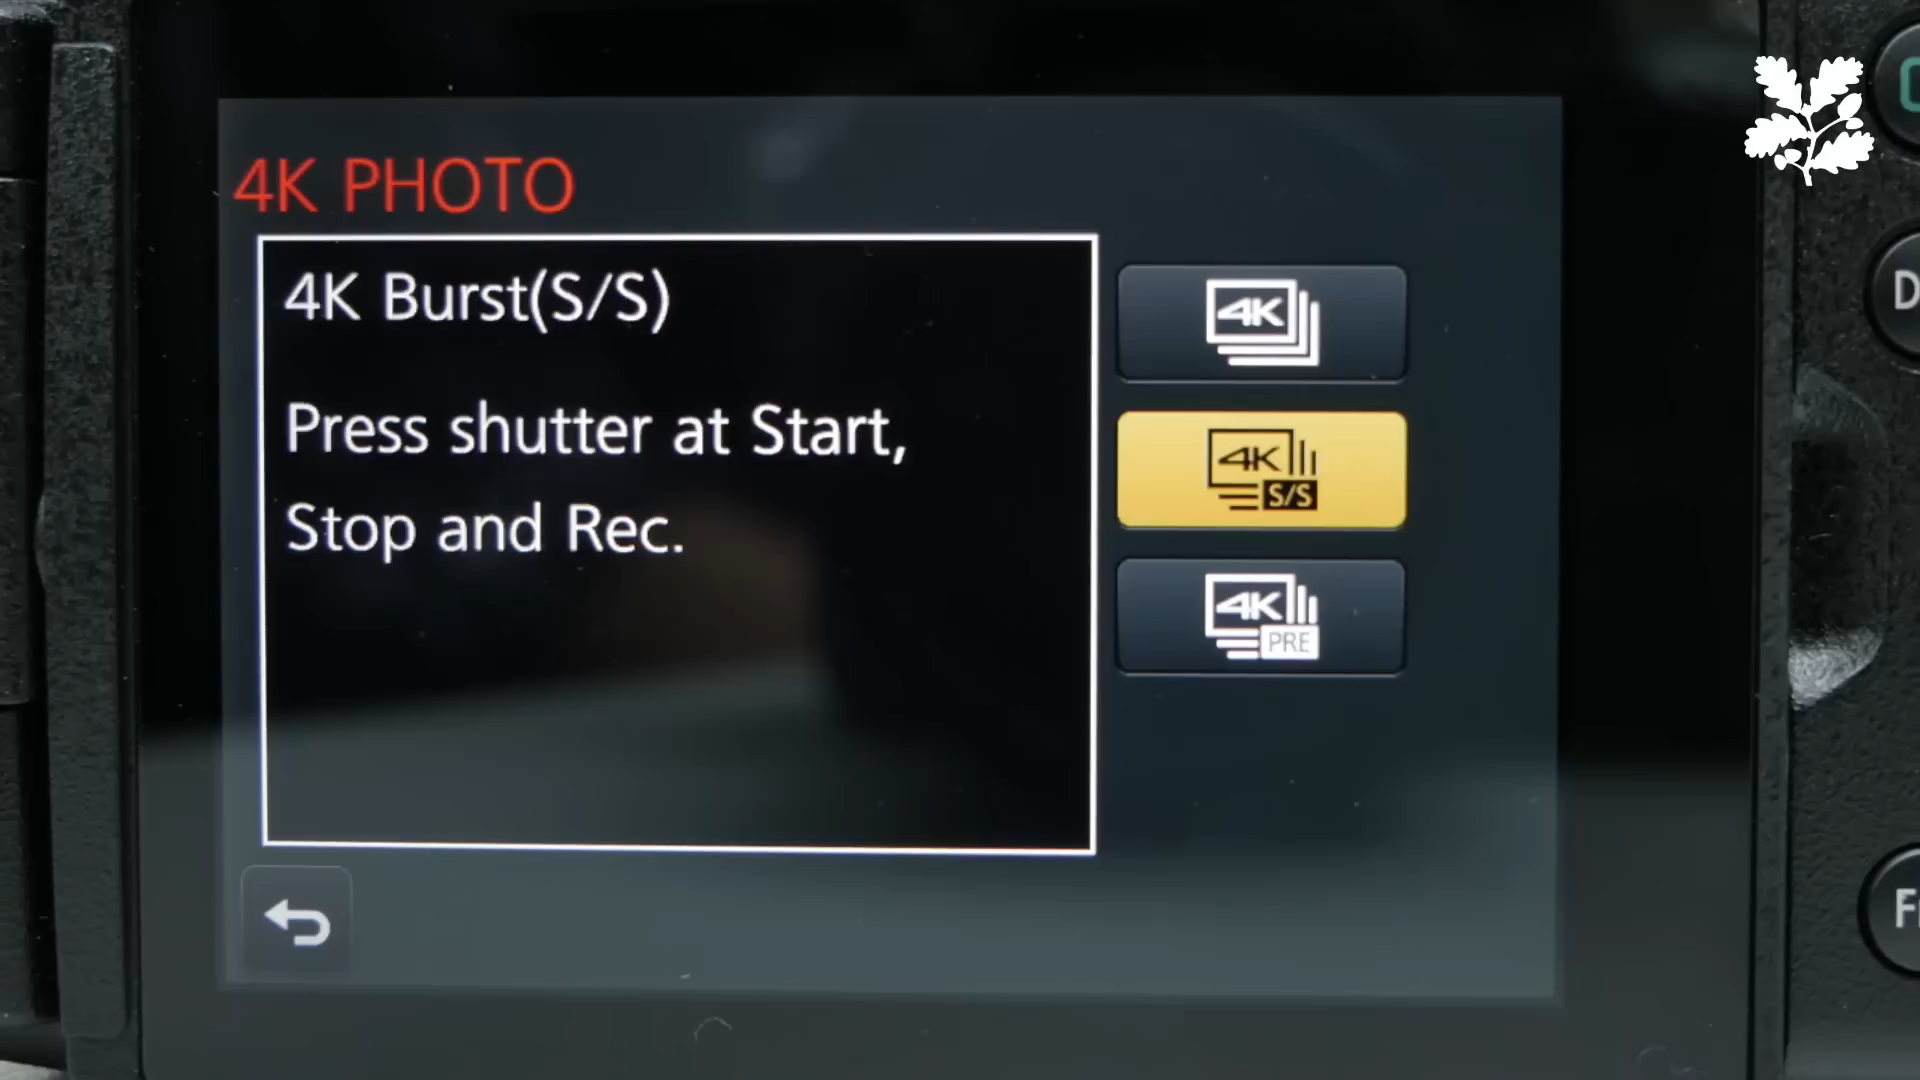 4K PHOTO
4K Burst(S/S)
Press shutter at Start,
Stop and Rec.
4K
4K
S/S
4K
PRE